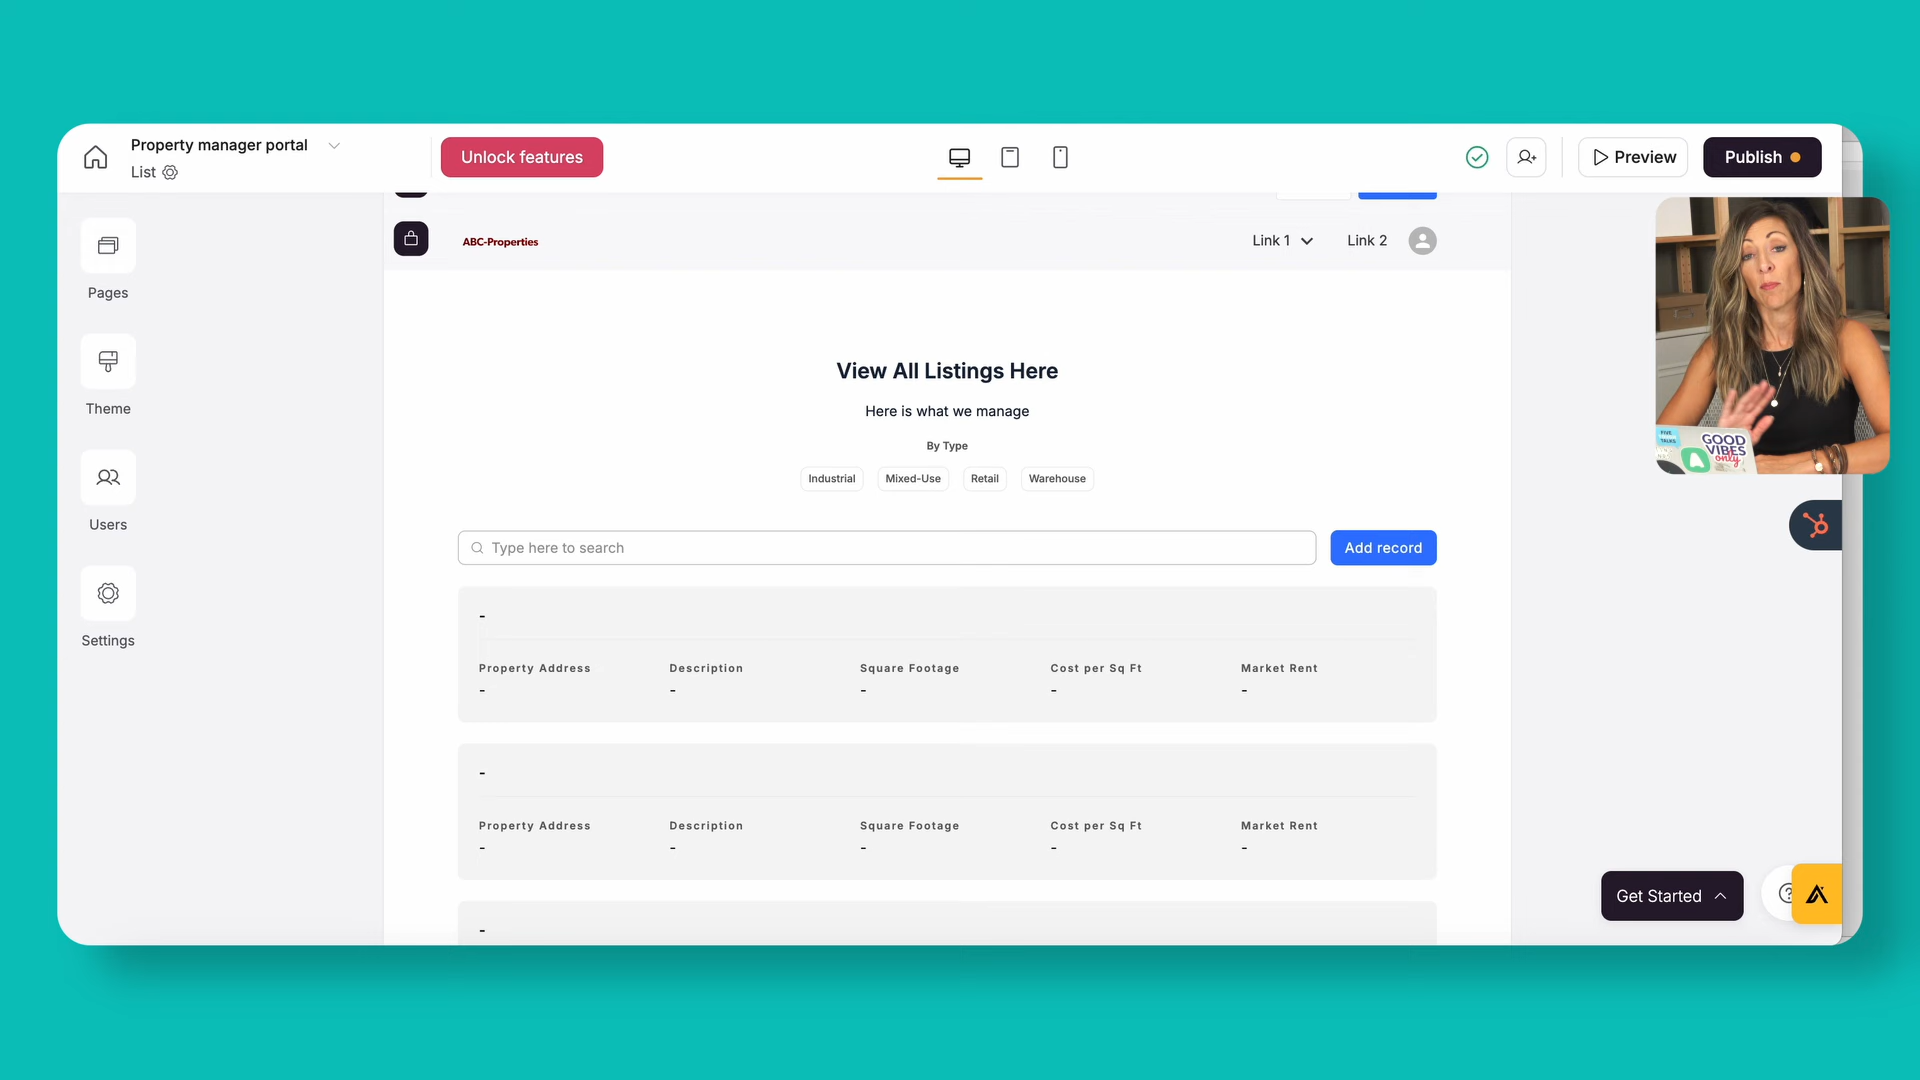 Property manager portal
List
Unlock features
Preview
Publish
Pages
Theme
Users
Settings
ABC-Properties
Link 1
Link 2
View All Listings Here
Here is what we manage
By Type
Industrial
Mixed-Use
Retail
Warehouse
Type here to search
Add record
-
Property Address
Description
Square Footage
Cost per Sq Ft
Market Rent
-
-
-
-
-
-
Property Address
Description
Square Footage
Cost per Sq Ft
Market Rent
-
-
-
-
-
-
GOOD
VIBES
only
Get Started
?